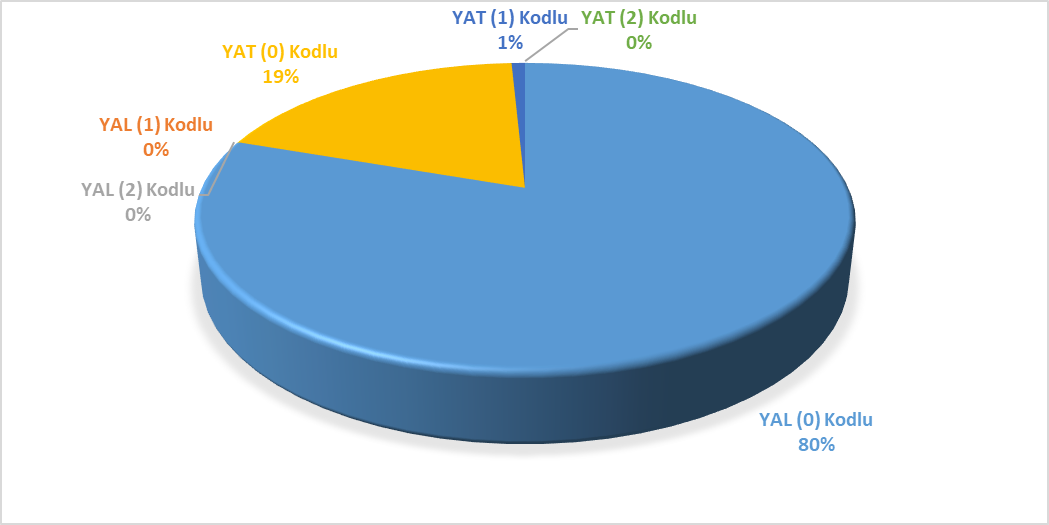 YAT (1) Kodlu
1%
YAT (2) Kodlu
0%
YAT (0) Kodlu
19%
YAL (1) Kodlu
0%
YAL (2) Kodlu
0%
YAL (0) Kodlu
80%